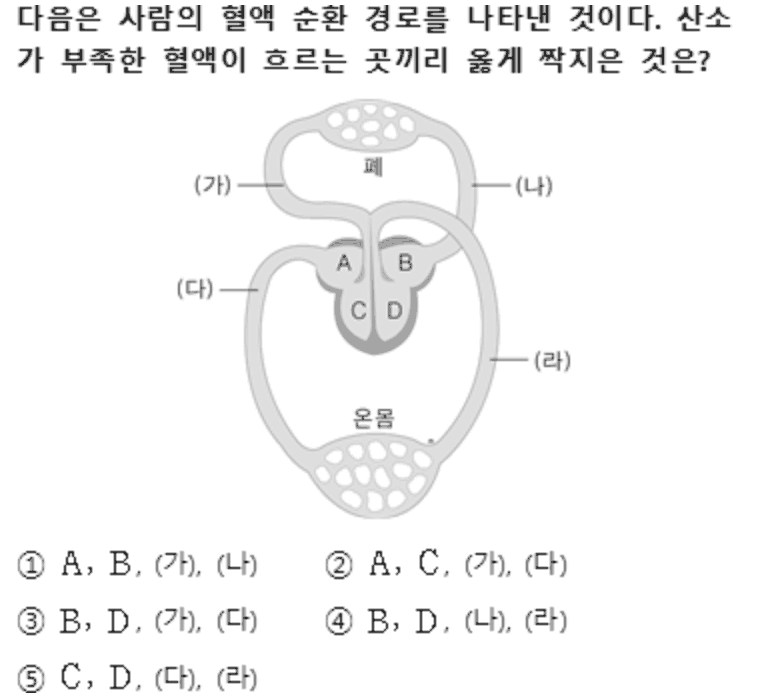 다음은 사람의 혈액 순환 경로를 나타낸 것이다. 산소
가 부족한 혈액이 흐르는 곳끼리 옳게 짝지은 것은?
폐
(가) (나)
A B
(다)
C D
(라)
온몸
① A, B, (가), (나) ② A, C, (가), (다)
③ B, D, (가), (다) ④ B, D, (나), (라)
⑤ C, D, (다), (라)